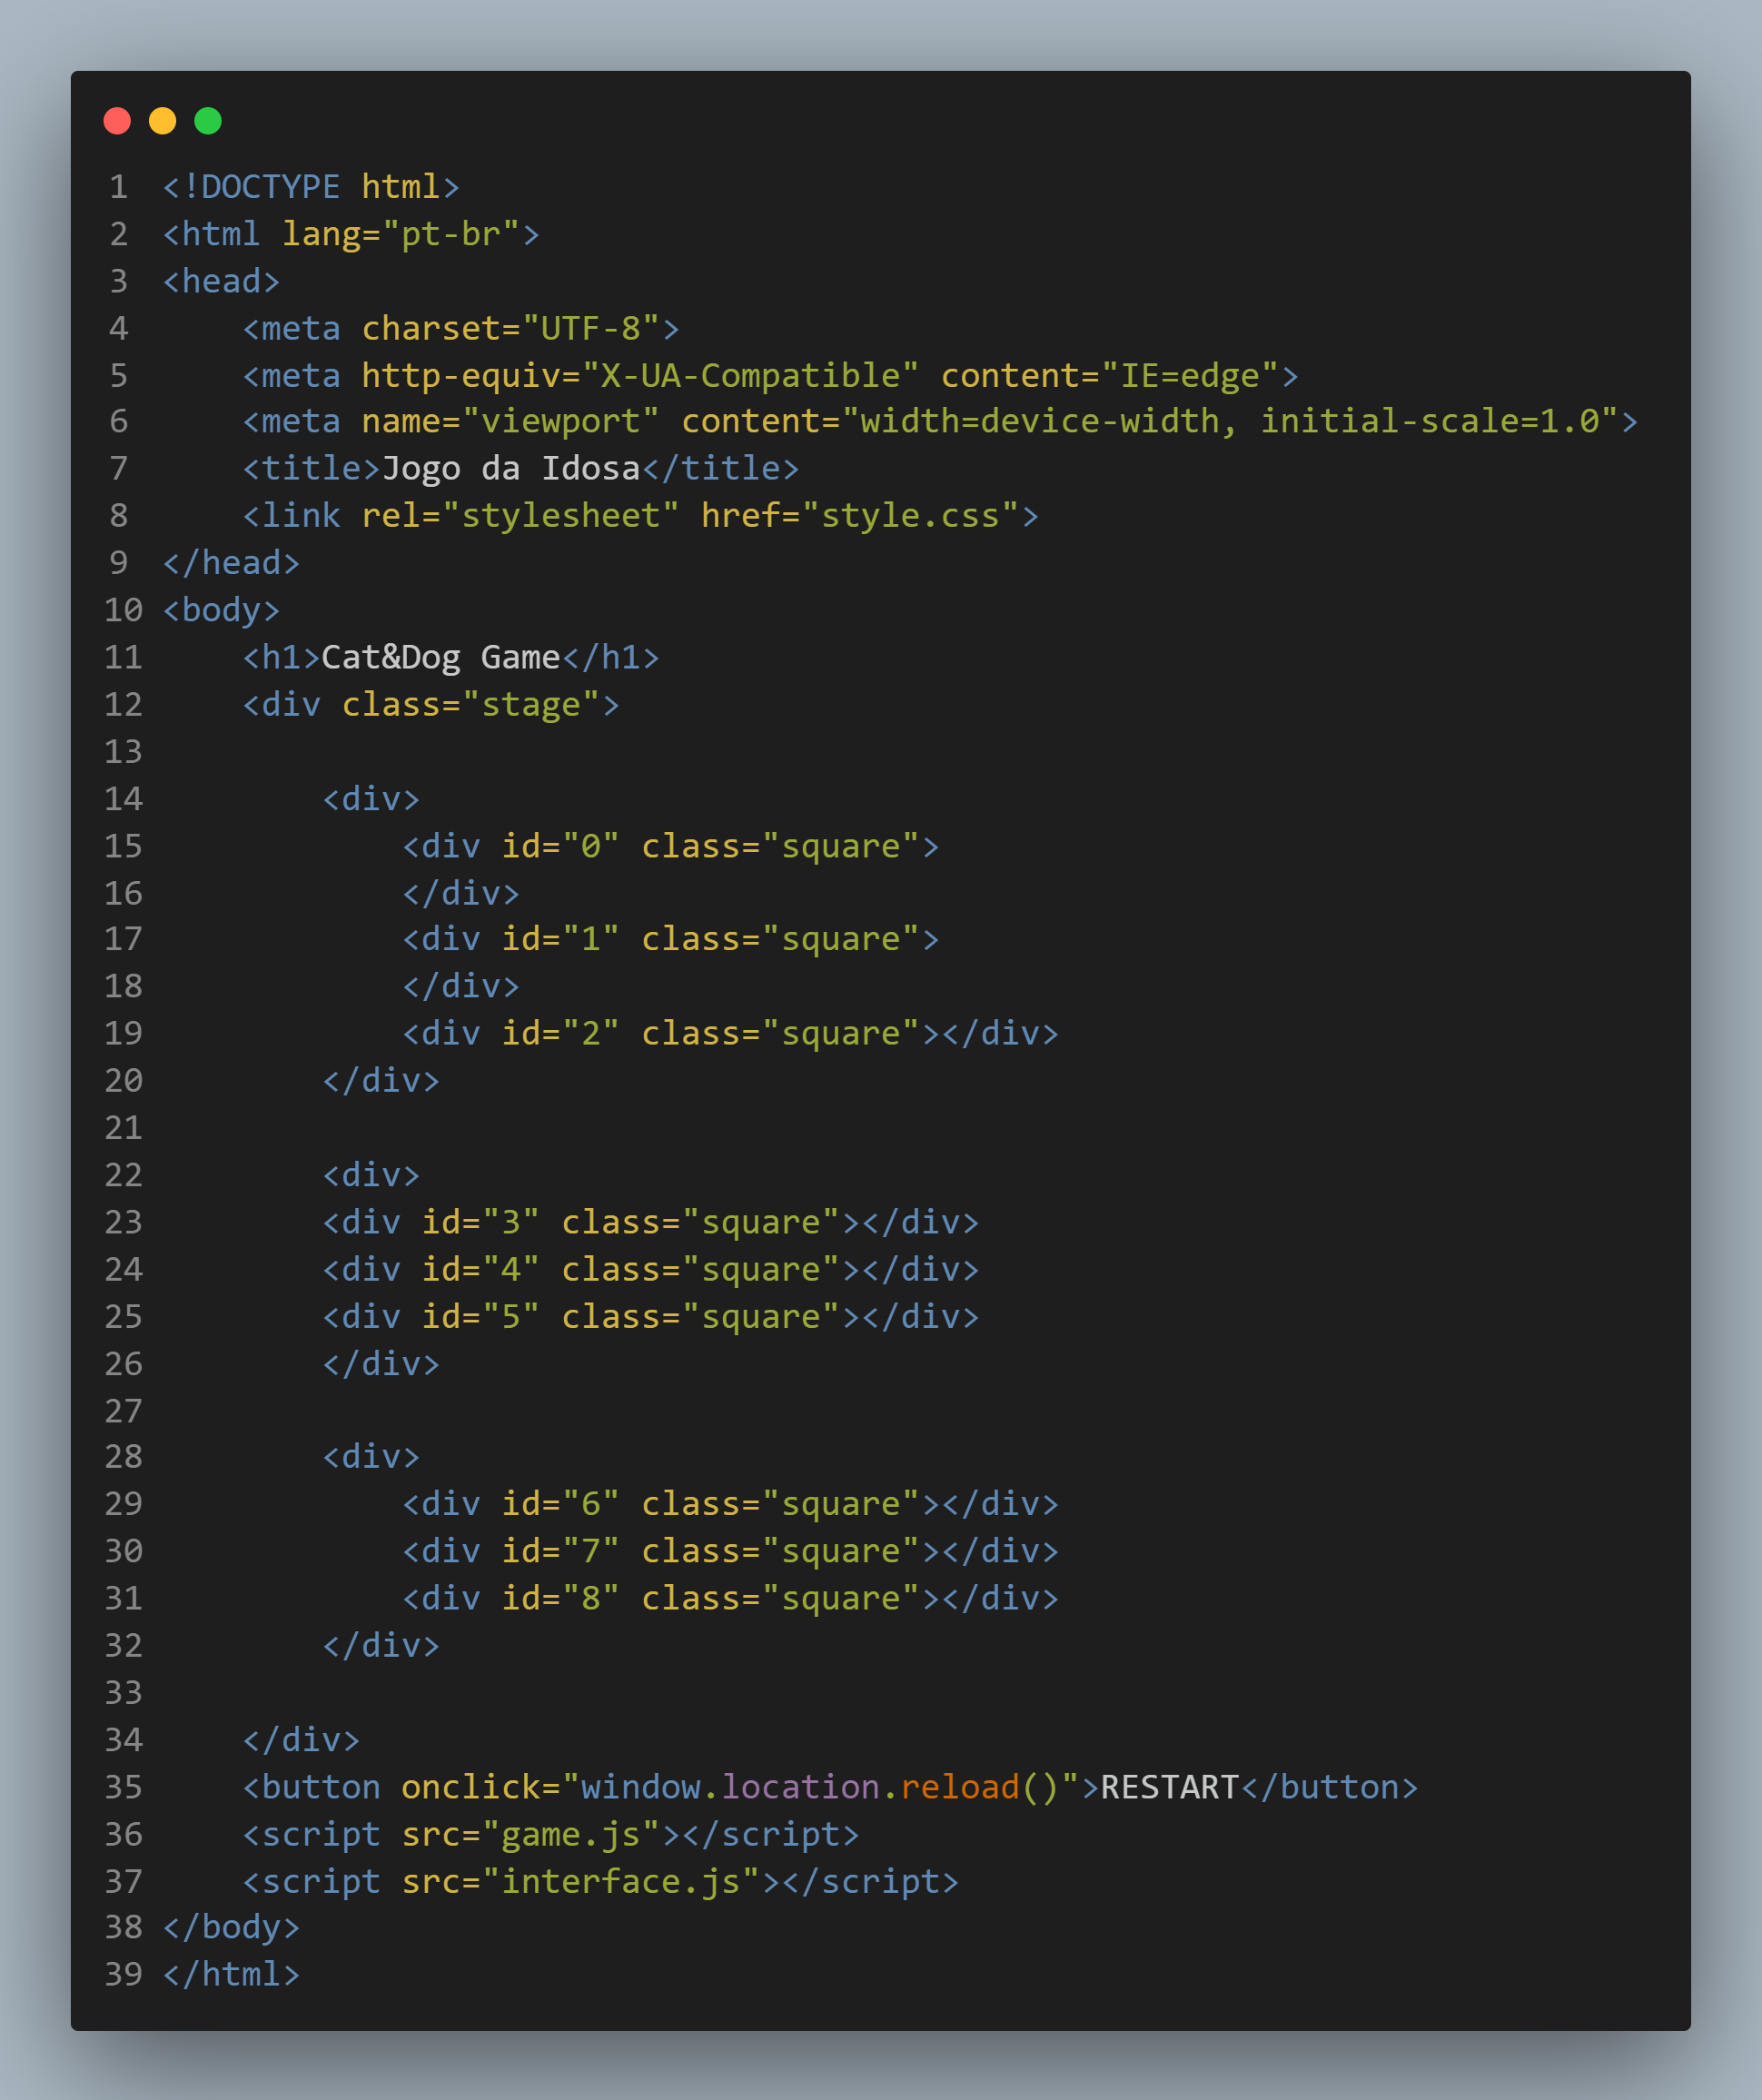 1 <!DOCTYPE html>
2 <html lang="pt-br">
3 <head>
4     <meta charset="UTF-8">
5     <meta http-equiv="X-UA-Compatible" content="IE=edge">
6     <meta name="viewport" content="width=device-width, initial-scale=1.0">
7     <title>Jogo da Idosa</title>
8     <link rel="stylesheet" href="style.css">
9 </head>
10 <body>
11     <h1>Cat&Dog Game</h1>
12     <div class="stage">
13
14         <div>
15             <div id="0" class="square">
16             </div>
17             <div id="1" class="square">
18             </div>
19             <div id="2" class="square"></div>
20         </div>
21
22         <div>
23         <div id="3" class="square"></div>
24         <div id="4" class="square"></div>
25         <div id="5" class="square"></div>
26         </div>
27
28         <div>
29             <div id="6" class="square"></div>
30             <div id="7" class="square"></div>
31             <div id="8" class="square"></div>
32         </div>
33
34     </div>
35     <button onclick="window.location.reload()">RESTART</button>
36     <script src="game.js"></script>
37     <script src="interface.js"></script>
38 </body>
39 </html>